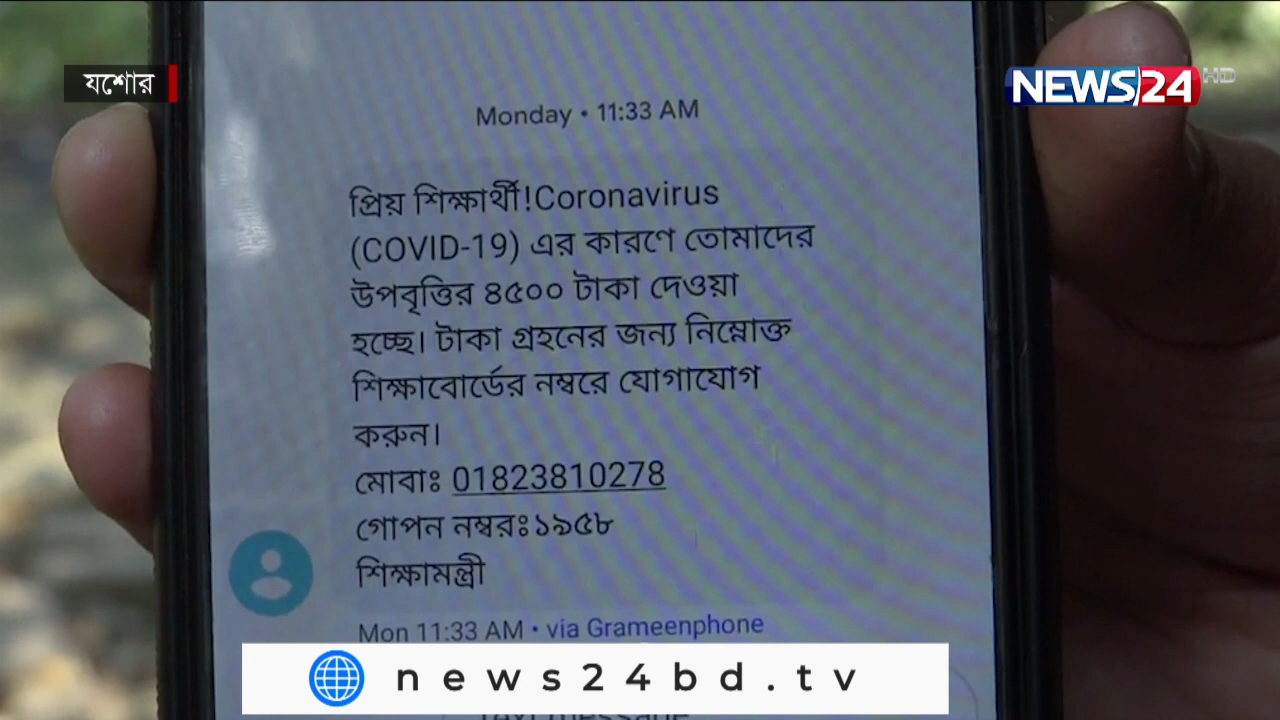 যশোর
NEWS24 HD
Monday • 11:33 AM
প্রিয় শিক্ষার্থী!Coronavirus
(COVID-19) এর কারণে তোমাদের
উপবৃত্তির ৪৫০০ টাকা দেওয়া
হচ্ছে। টাকা গ্রহনের জন্য নিম্নোক্ত
শিক্ষাবোর্ডের নম্বরে যোগাযোগ
করুন।
মোবাঃ 01823810278
গোপন নম্বরঃ১৯৫৮
শিক্ষামন্ত্রী
Mon 11:33 AM • via Grameenphone
news24bd.tv